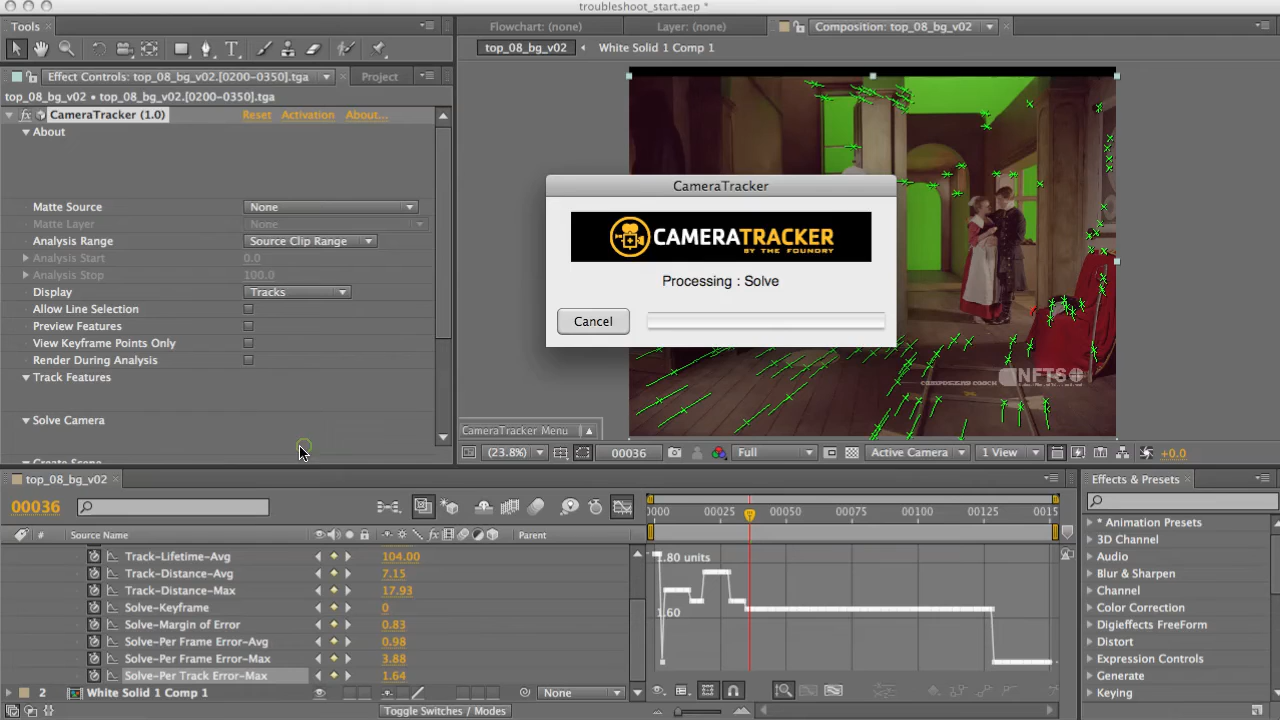 troubleshoot_start.aep *
Tools
Flowchart: (none)
Layer: (none)
Composition: top_08_bg_v02
top_08_bg_v02
White Solid 1 Comp 1
Effect Controls: top_08_bg_v02.[0200-0350].tga
Project
top_08_bg_v02 • top_08_bg_v02.[0200-0350].tga
fx CameraTracker (1.0)
Reset
Activation
About...
About
Matte Source
None
Matte Layer
None
Analysis Range
Source Clip Range
Analysis Start
0.0
Analysis Stop
100.0
Display
Tracks
Allow Line Selection
Preview Features
View Keyframe Points Only
Render During Analysis
Track Features
Solve Camera
Create Scene
CameraTracker
CAMERATRACKER
BY THE FOUNDRY
Processing : Solve
Cancel
NFTS
CameraTracker Menu
(23.8%)
00036
Full
Active Camera
1 View
+0.0
top_08_bg_v02
00036
#
Source Name
Parent
0000
00025
00050
00075
00100
00125
0015
Track-Lifetime-Avg
104.00
Track-Distance-Avg
7.15
Track-Distance-Max
17.93
Solve-Keyframe
0
Solve-Margin of Error
0.83
Solve-Per Frame Error-Avg
0.98
Solve-Per Frame Error-Max
3.88
Solve-Per Track Error-Max
1.64
2
White Solid 1 Comp 1
None
1.80 units
1.60
Toggle Switches / Modes
Effects & Presets
* Animation Presets
3D Channel
Audio
Blur & Sharpen
Channel
Color Correction
Digieffects FreeForm
Distort
Expression Controls
Generate
Keying